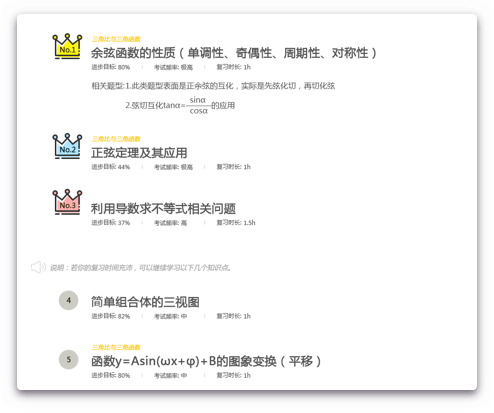 三角比与三角函数
No.1
余弦函数的性质（单调性、奇偶性、周期性、对称性）
进步目标: 80% 考试频率: 极高 复习时长: 1h
相关题型:1.此类题型表面是正余弦的互化，实际是先弦化切，再切化弦
2.弦切互化tanα=sinα/cosα的应用
三角比与三角函数
No.2
正弦定理及其应用
进步目标: 44% 考试频率: 极高 复习时长: 1h
No.3
利用导数求不等式相关问题
进步目标: 37% 考试频率: 高 复习时长: 1.5h
说明：若你的复习时间充沛，可以继续学习以下几个知识点。
4
简单组合体的三视图
进步目标: 82% 考试频率: 中 复习时长: 1h
三角比与三角函数
5
函数y=Asin(ωx+φ)+B的图象变换（平移）
进步目标: 80% 考试频率: 中 复习时长: 1h